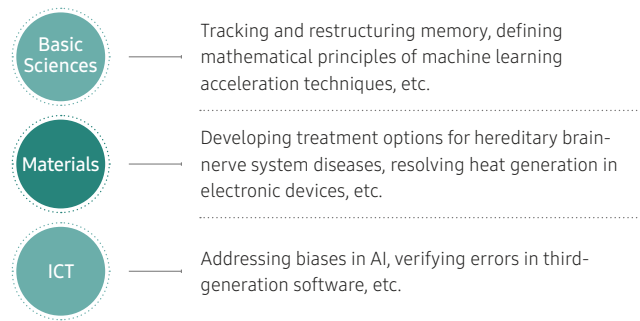 Basic
Sciences
Tracking and restructuring memory, defining
mathematical principles of machine learning
acceleration techniques, etc.
Materials
Developing treatment options for hereditary brain-
nerve system diseases, resolving heat generation in
electronic devices, etc.
ICT
Addressing biases in AI, verifying errors in third-
generation software, etc.